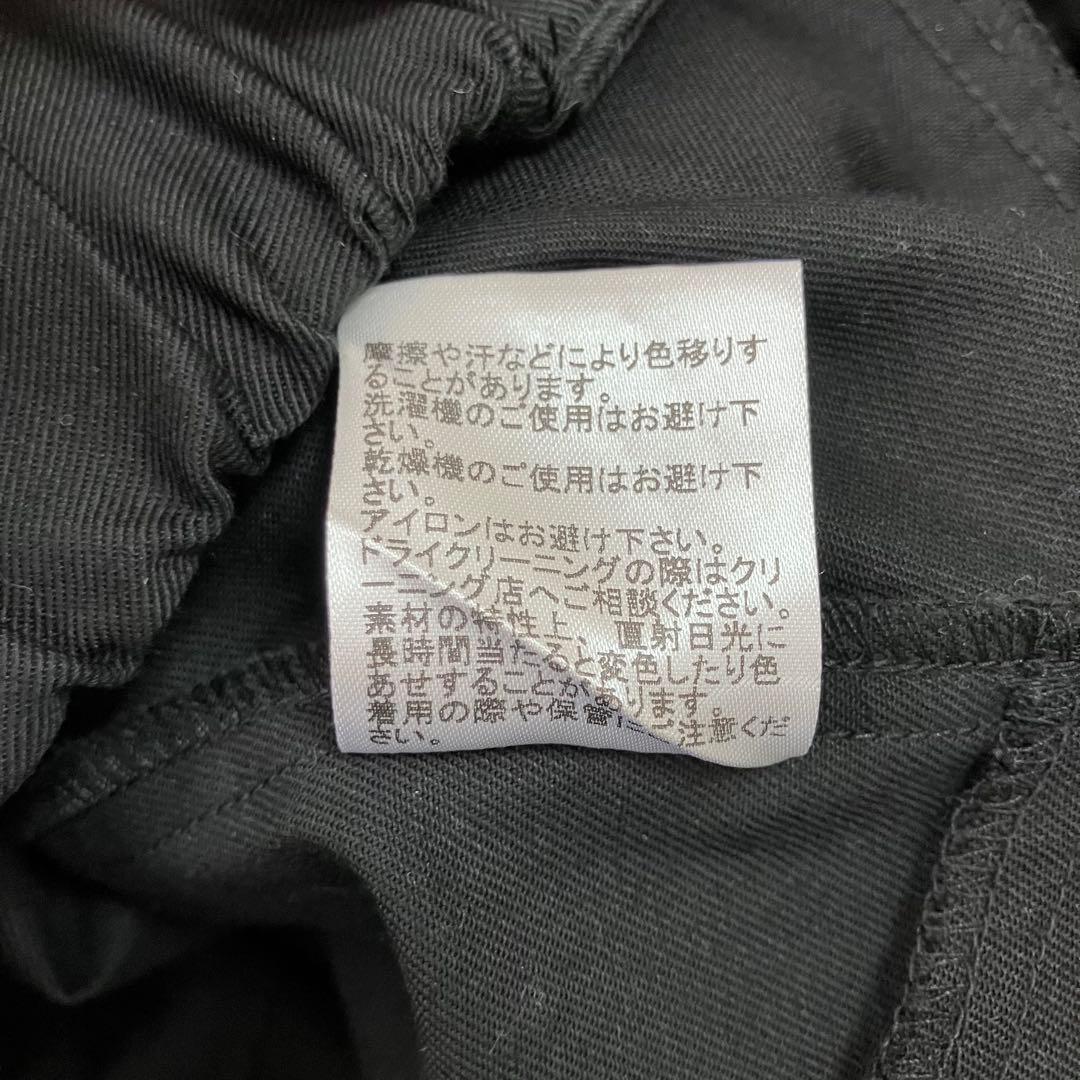 摩擦や汗などにより色移りす
ることがあります。
洗濯機のご使用はお避け下
さい。
乾燥機のご使用はお避け下
さい。
アイロンはお避け下さい。
ドライクリーニングの際はクリ
ーニング店へご相談ください。
素材の特性上、直射日光に
長時間当たると変色したり色
あせすることがあります。
着用の際や保管にご注意くだ
さい。